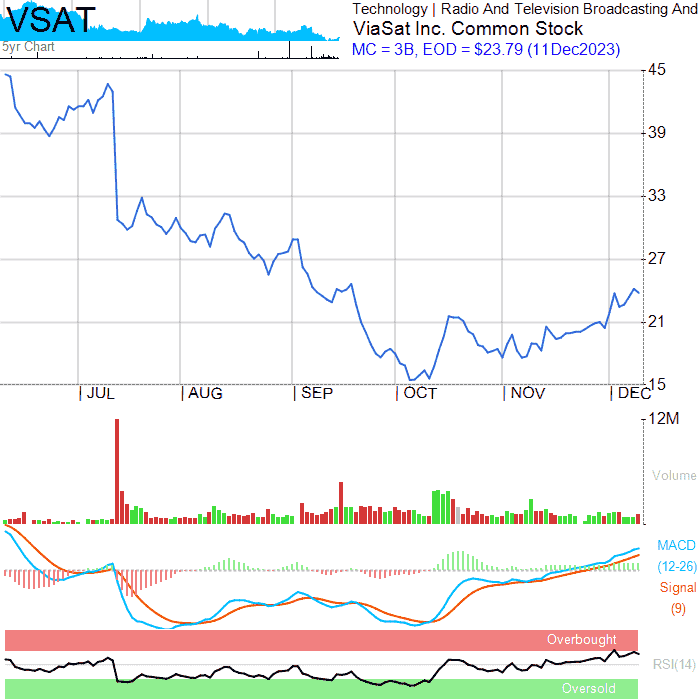 VSAT
5yr Chart
Technology | Radio And Television Broadcasting And
ViaSat Inc. Common Stock
MC = 3B, EOD = $23.79 (11Dec2023)
45
39
33
27
21
15
JUL AUG SEP OCT NOV DEC
12M
Volume
MACD
(12-26)
Signal
(9)
Overbought
RSI(14)
Oversold